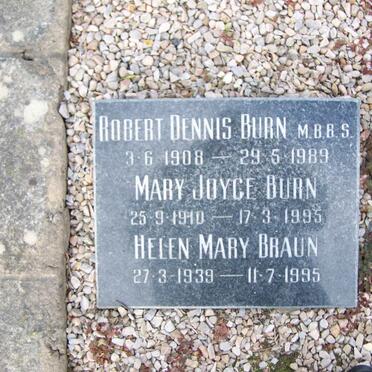 ROBERT DENNIS BURN M.B.B.S.
3-6-1908 — 29-5-1989
MARY JOYCE BURN
25-9-1910 — 17-3-1995
HELEN MARY BRAUN
27-3-1939 — 11-7-1995